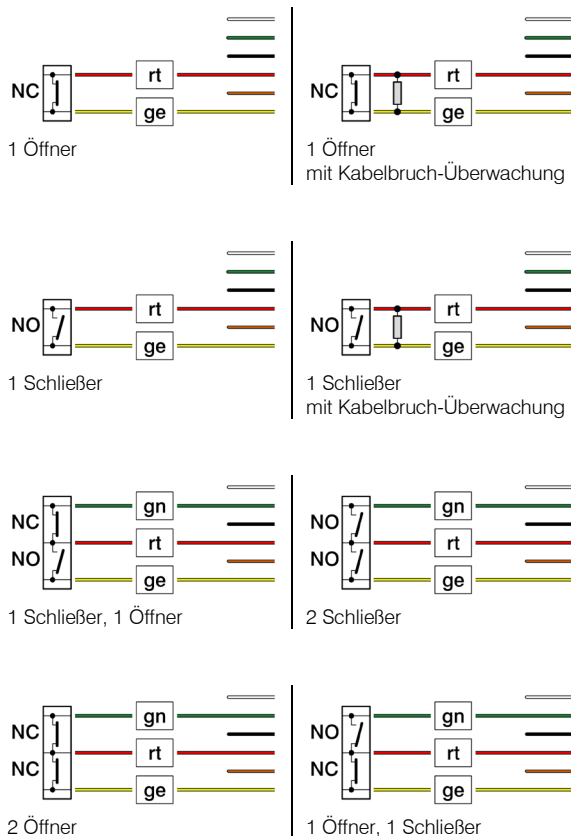 NC
rt
ge
1 Öffner
NC
rt
ge
1 Öffner
mit Kabelbruch-Überwachung
NO
rt
ge
1 Schließer
NO
rt
ge
1 Schließer
mit Kabelbruch-Überwachung
NC
NO
gn
rt
ge
1 Schließer, 1 Öffner
NO
NO
gn
rt
ge
2 Schließer
NC
NC
gn
rt
ge
2 Öffner
NO
NC
gn
rt
ge
1 Öffner, 1 Schließer